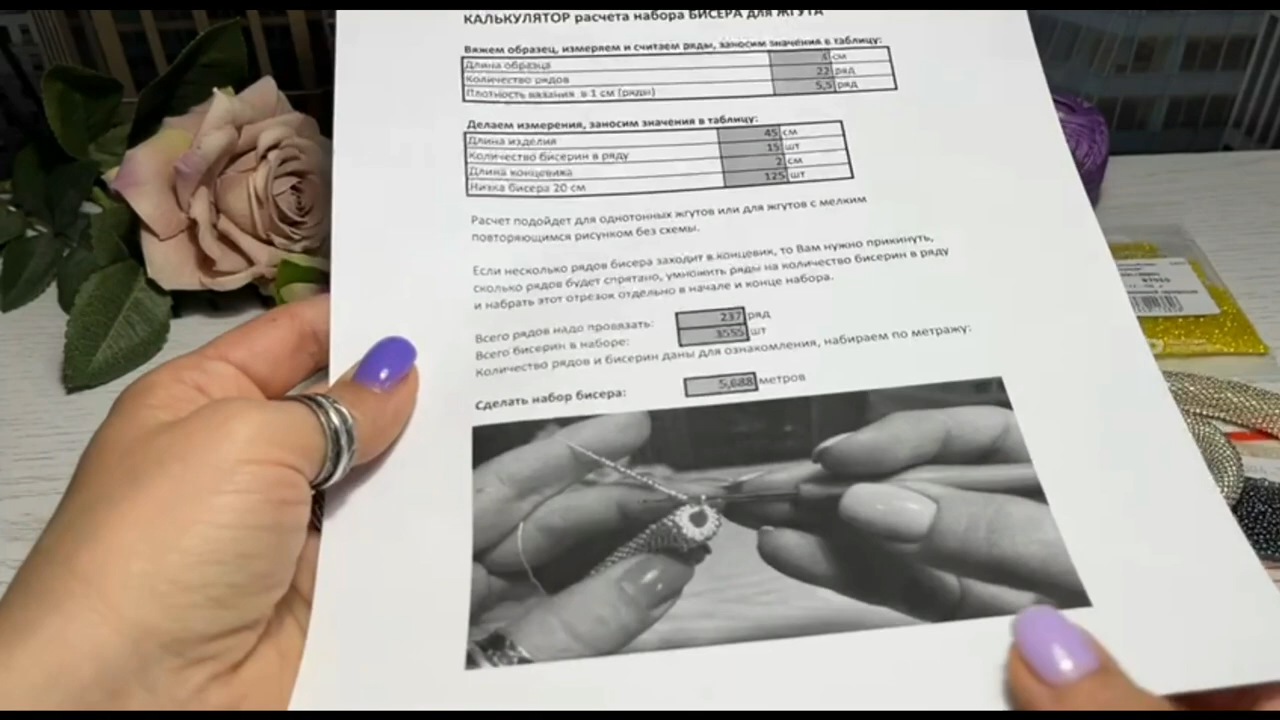 КАЛЬКУЛЯТОР расчета набора БИСЕРА для ЖГУТА
Вяжем образец, измеряем и считаем ряды, заносим значения в таблицу:
Длина образца см
Количество рядов 22 ряд
Плотность вязания в 1 см (ряды) 5,5 ряд
Делаем измерения, заносим значения в таблицу:
Длина изделия 45 см
Количество бисерин в ряду 15 шт
Длина концевика 2 см
Низка бисера 20 см 125 шт
Расчет подойдет для однотонных жгутов или для жгутов с мелким
повторяющимся рисунком без схемы.
Если несколько рядов бисера заходит в концевик, то Вам нужно прикинуть,
сколько рядов будет спрятано, умножить ряды на количество бисерин в ряду
и набрать этот отрезок отдельно в начале и конце набора.
Всего рядов надо провязать: 237 ряд
Всего бисерин в наборе: 3555 шт
Количество рядов и бисерин даны для ознакомления, набираем по метражу:
Сделать набор бисера: 5,688 метров